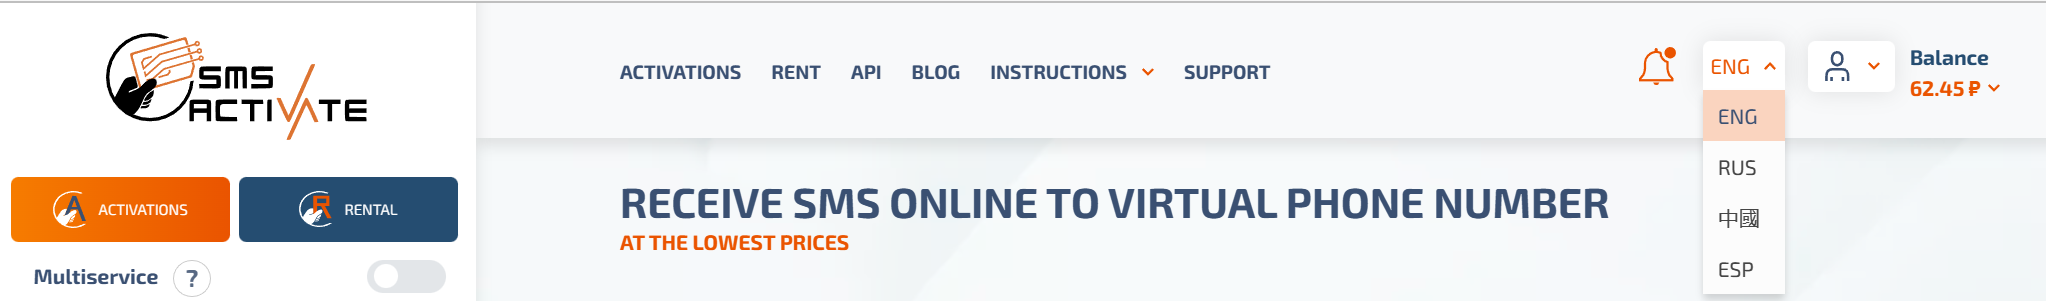 SMS
ACTIVATE
ACTIVATIONS RENT API BLOG INSTRUCTIONS SUPPORT
ENG
Balance
62.45 ₽
ENG
RUS
中國
ESP
A ACTIVATIONS
R RENTAL
Multiservice ?
RECEIVE SMS ONLINE TO VIRTUAL PHONE NUMBER
AT THE LOWEST PRICES